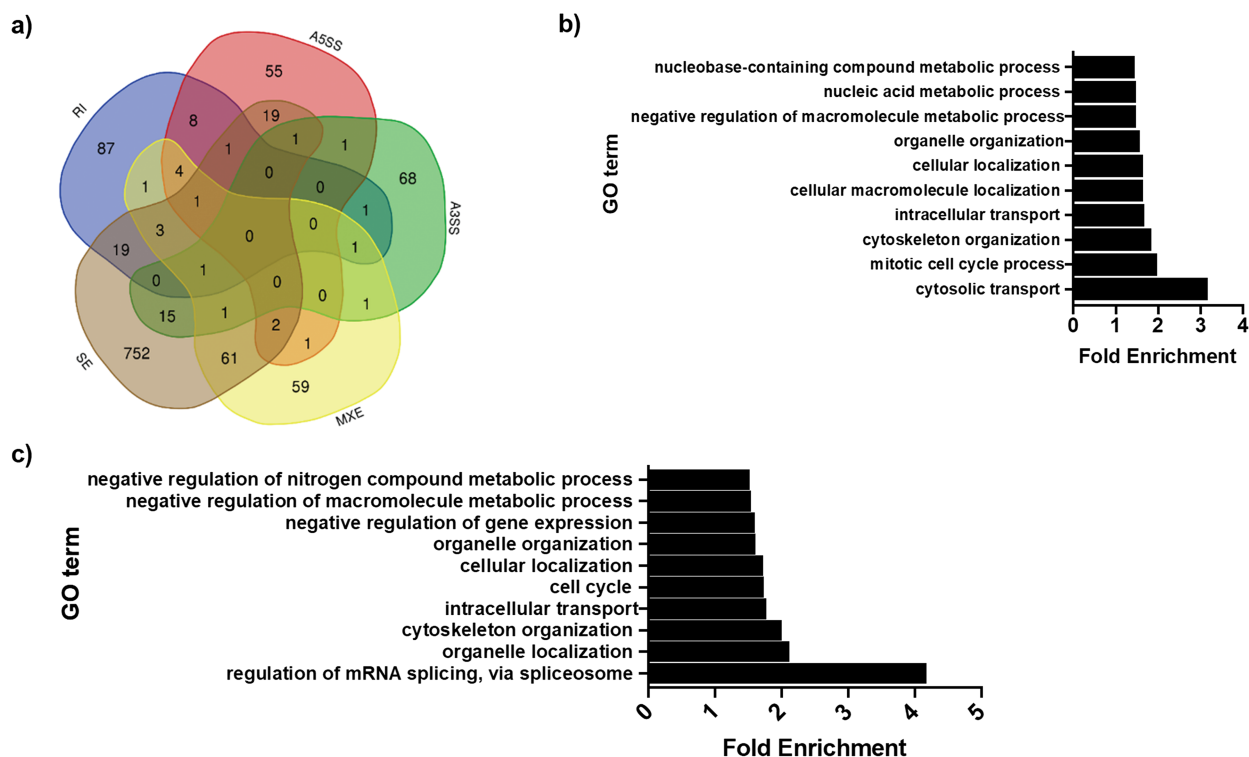 a)
A5SS
RI
A3SS
SE
MXE
55
8
19
87
1
1
1
68
4
0
1
0
1
1
3
0
1
0
19
1
1
0
0
0
15
1
2
1
1
752
61
59
b)
GO term
nucleobase-containing compound metabolic process
nucleic acid metabolic process
negative regulation of macromolecule metabolic process
organelle organization
cellular localization
cellular macromolecule localization
intracellular transport
cytoskeleton organization
mitotic cell cycle process
cytosolic transport
0 1 2 3 4
Fold Enrichment
c)
GO term
negative regulation of nitrogen compound metabolic process
negative regulation of macromolecule metabolic process
negative regulation of gene expression
organelle organization
cellular localization
cell cycle
intracellular transport
cytoskeleton organization
organelle localization
regulation of mRNA splicing, via spliceosome
0 1 2 3 4 5
Fold Enrichment